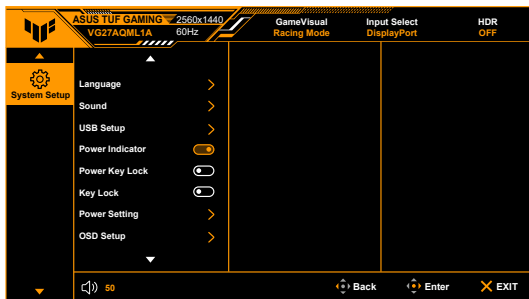 ASUS TUF GAMING 2560x1440 GameVisual Input Select HDR
VG27AQML1A 60Hz Racing Mode DisplayPort OFF
System Setup
Language
Sound
USB Setup
Power Indicator
Power Key Lock
Key Lock
Power Setting
OSD Setup
50 Back Enter EXIT